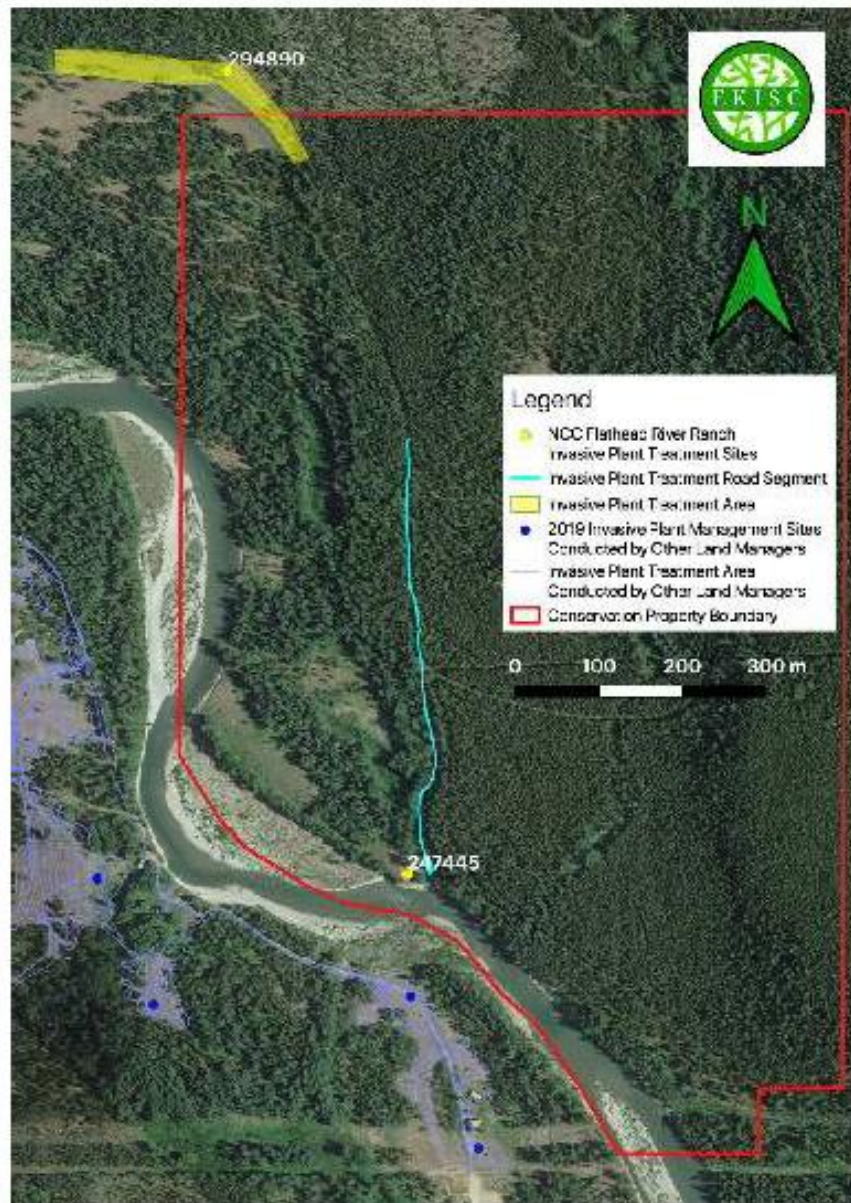 294890
EKISC
N
Legend
NCC Flathead River Ranch
Invasive Plant Treatment Sites
Invasive Plant Treatment Road Segment
Invasive Plant Treatment Area
2019 Invasive Plant Management Sites
Conducted by Other Land Managers
Invasive Plant Treatment Area
Conducted by Other Land Managers
Conservation Property Boundary
0 100 200 300 m
247445